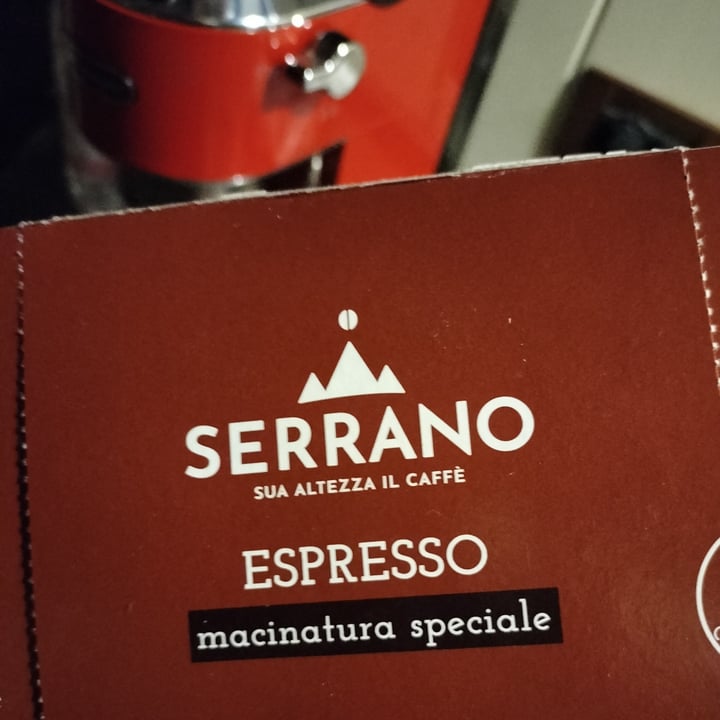 SERRANO
SUA ALTEZZA IL CAFFÈ
ESPRESSO
macinatura speciale